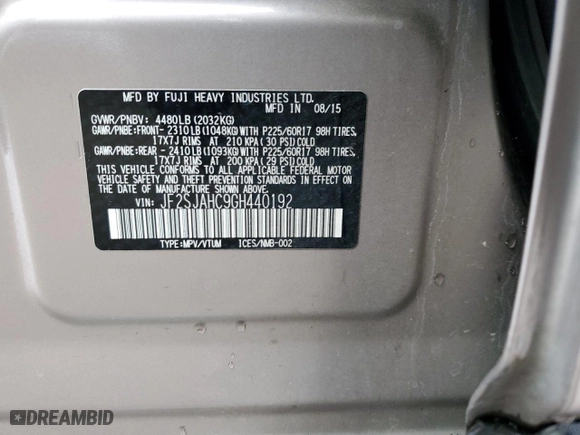 MFD BY FUJI HEAVY INDUSTRIES LTD.
MFD IN 08/15
GVWR/PNBV: 4480LB (2032KG)
GAWR/PNBE:FRONT- 2310LB(1048KG)WITH P225/60R17 98H TIRES,
17X7J RIMS AT 210 KPA( 30 PSI)COLD
GAWR/PNBE:REAR - 2410LB(1093KG)WITH P225/60R17 98H TIRES,
17X7J RIMS AT 200 KPA( 29 PSI)COLD
THIS VEHICLE CONFORMS TO ALL APPLICABLE FEDERAL MOTOR
VEHICLE SAFETY AND THEFT PREVENTION STANDARDS IN EFFECT
ON THE DATE OF MANUFACTURE SHOWN ABOVE.
VIN: JF2SJAHC9GH440192
TYPE:MPV/VTUM ICES/NMB-002
DREAMBID